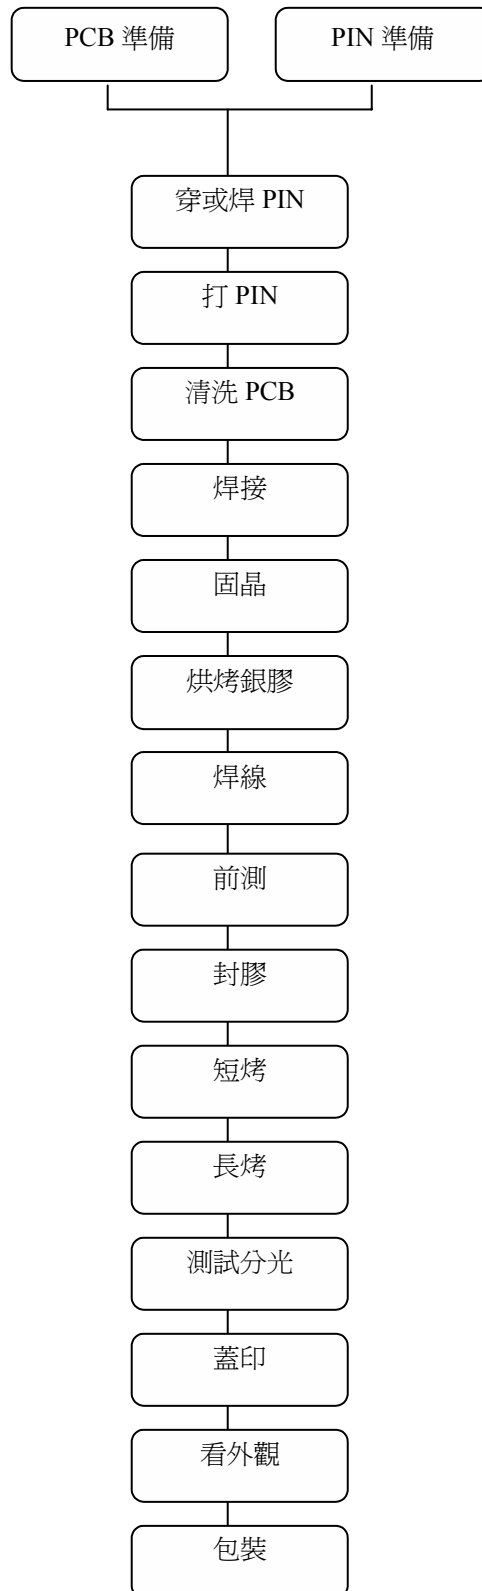 PCB 準備
PIN 準備
穿或焊 PIN
打 PIN
清洗 PCB
焊接
固晶
烘烤銀膠
焊線
前測
封膠
短烤
長烤
測試分光
蓋印
看外觀
包裝